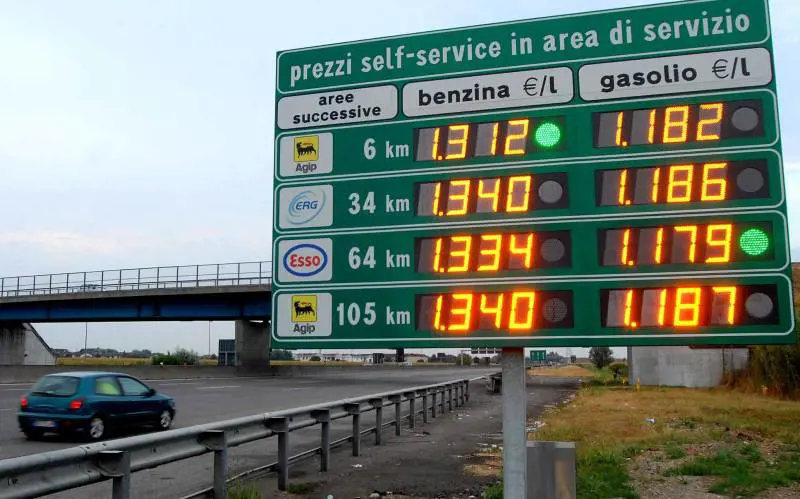 prezzi self-service in area di servizio
aree successive benzina €/l gasolio €/l
Agip 6 km 1.312 1.182
ERG 34 km 1.340 1.186
Esso 64 km 1.334 1.179
Agip 105 km 1.340 1.187